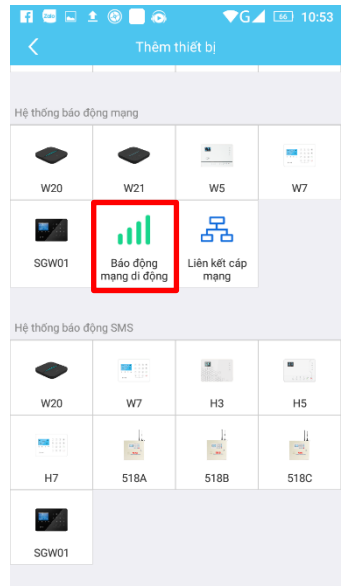 Zalo G 66 10:53
Thêm thiết bị
Hệ thống báo động mạng
W20 W21 W5 W7
SGW01 Báo động Liên kết cáp
mạng di động mạng
Hệ thống báo động SMS
W20 W7 H3 H5
H7 518A 518B 518C
SGW01